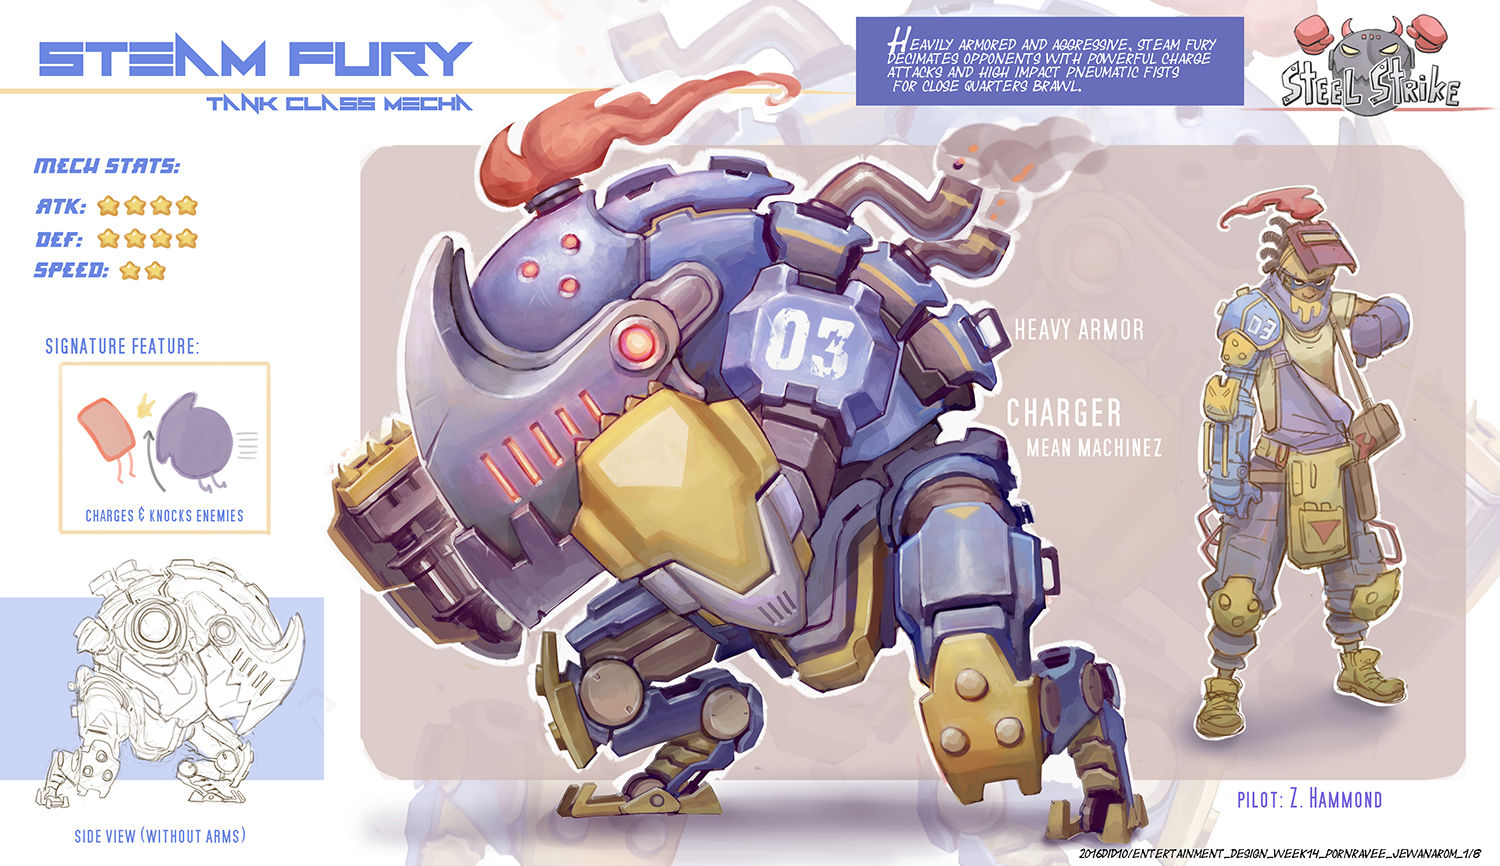 STEAM FURY
TANK CLASS MECHA
HEAVILY ARMORED AND AGGRESSIVE, STEAM FURY
DECIMATES OPPONENTS WITH POWERFUL CHARGE
ATTACKS AND HIGH IMPACT PNEUMATIC FISTS
FOR CLOSE QUARTERS BRAWL.
STEEL STRIKE
MECH STATS:
ATK:
DEF:
SPEED:
SIGNATURE FEATURE:
CHARGES & KNOCKS ENEMIES
SIDE VIEW (WITHOUT ARMS)
03
HEAVY ARMOR
CHARGER
MEAN MACHINEZ
03
PILOT: Z. HAMMOND
2016DID10/ENTERTAINMENT_DESIGN_WEEK14_PORNRAVEE_JEWANAROM_1/8